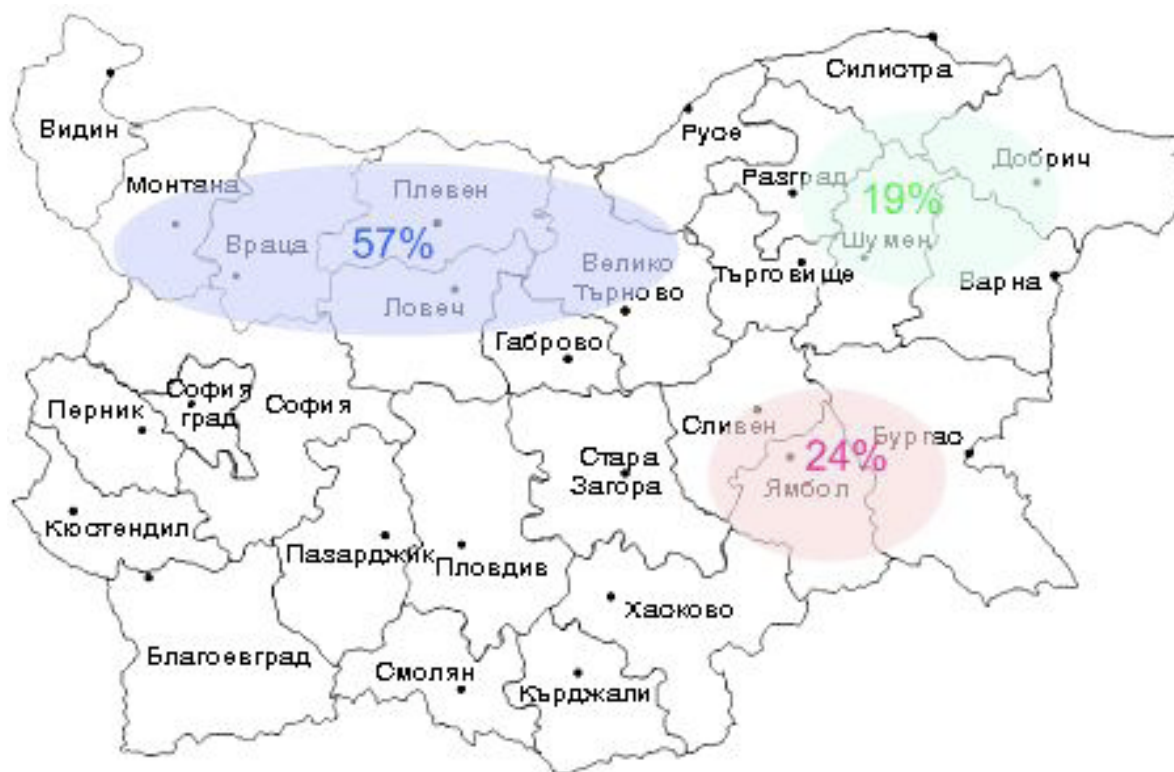 Силистра
Видин
Русе
Добрич
Монтана
Плевен
Разград
19%
Враца
57%
Шумен
Велико
Търново
Търговище
Варна
Ловеч
Габрово
София
град
София
Перник
Сливен
Бургас
Стара
Загора
24%
Ямбол
Кюстендил
Пазарджик
Пловдив
Хасково
Благоевград
Смолян
Кърджали